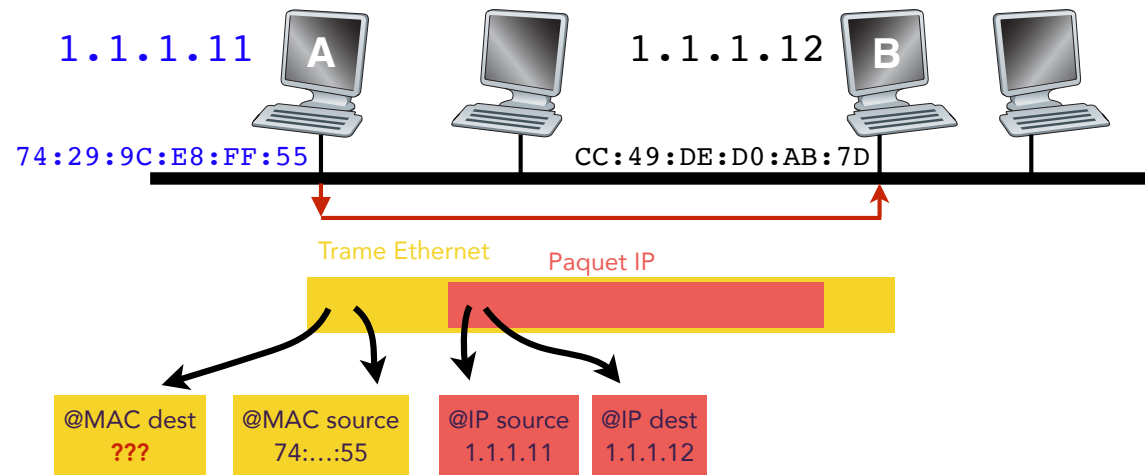 1.1.1.11
A
1.1.1.12
B
74:29:9C:E8:FF:55
CC:49:DE:D0:AB:7D
Trame Ethernet
Paquet IP
@MAC dest
???
@MAC source
74:...:55
@IP source
1.1.1.11
@IP dest
1.1.1.12